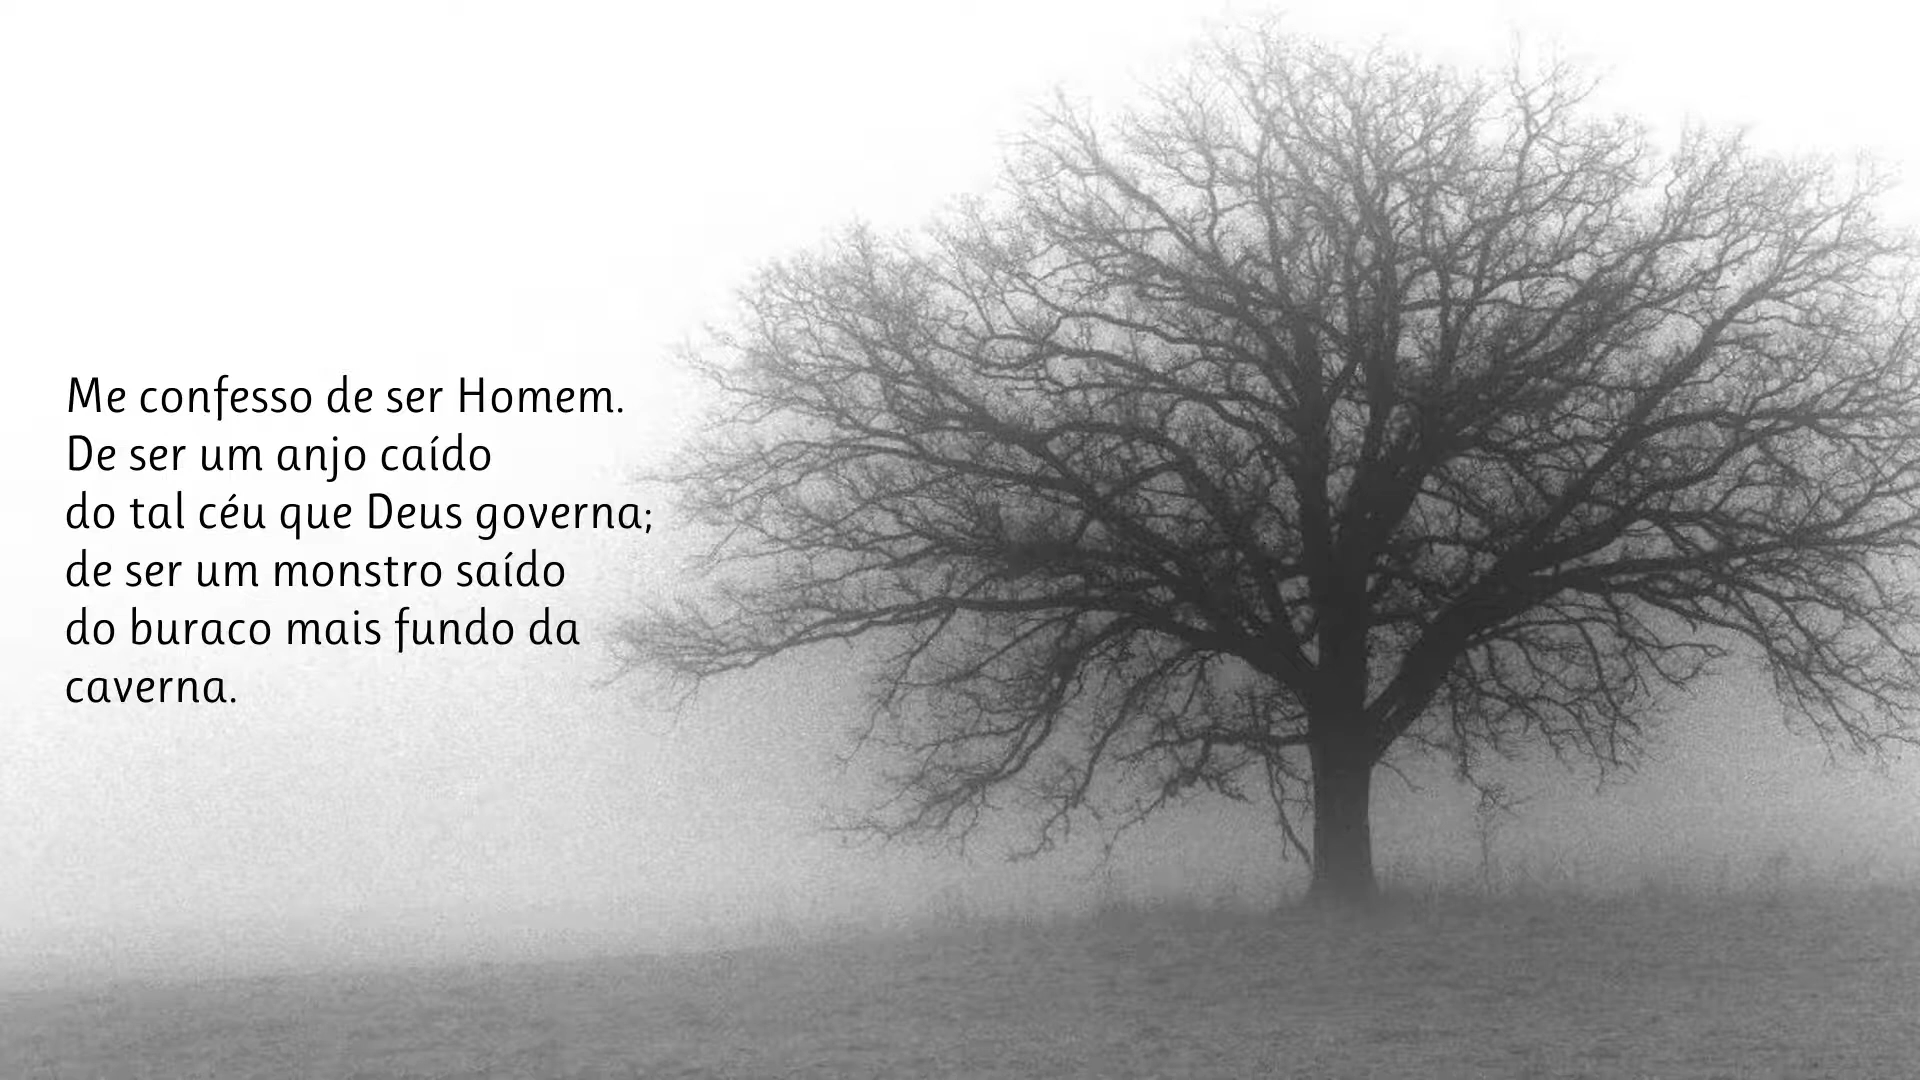 Me confesso de ser Homem.
De ser um anjo caído
do tal céu que Deus governa;
de ser um monstro saído
do buraco mais fundo da
caverna.